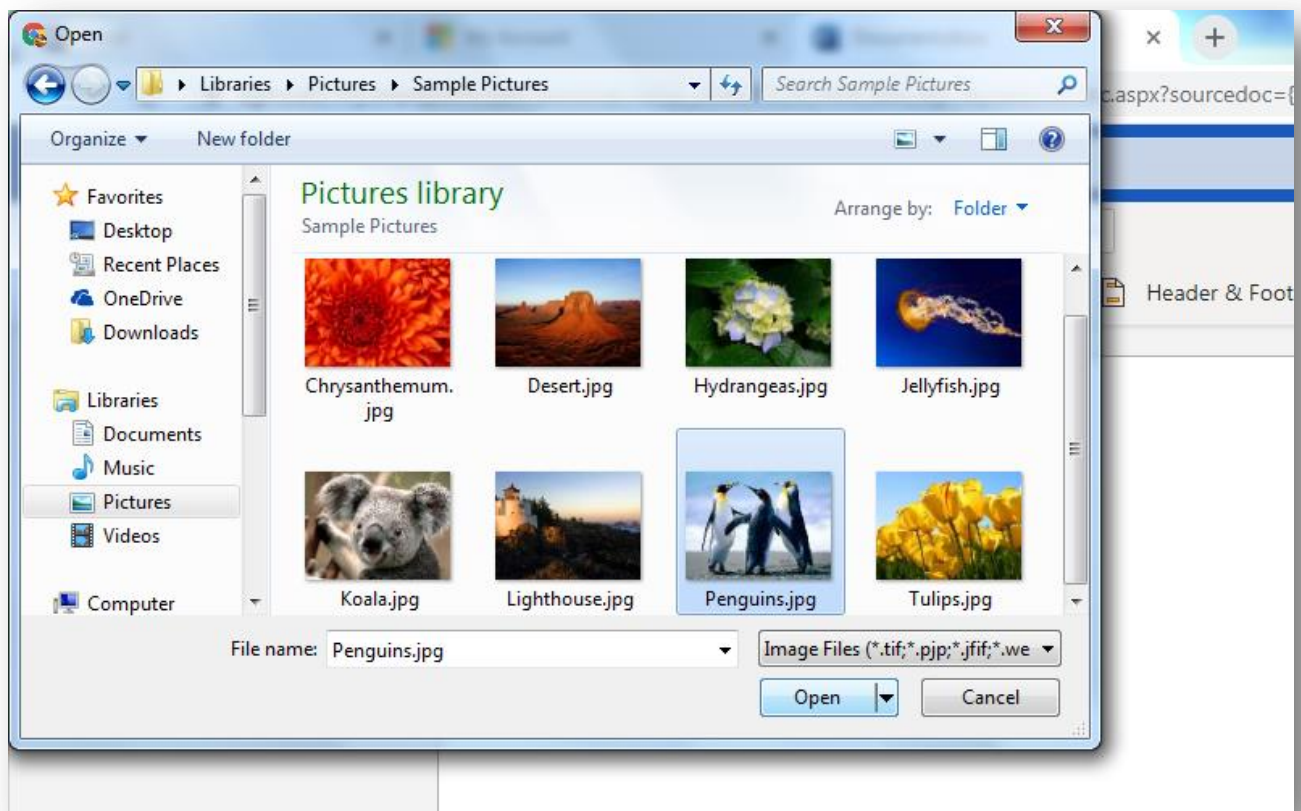 Open
Libraries Pictures Sample Pictures
Search Sample Pictures
c.aspx?sourcedoc={
Organize New folder
Favorites
Desktop
Recent Places
OneDrive
Downloads
Libraries
Documents
Music
Pictures
Videos
Computer
Pictures library
Sample Pictures
Arrange by: Folder
Header & Foot
Chrysanthemum.
jpg
Desert.jpg
Hydrangeas.jpg
Jellyfish.jpg
Koala.jpg
Lighthouse.jpg
Penguins.jpg
Tulips.jpg
File name: Penguins.jpg
Image Files (*.tif;*.pjp;*.jfif;*.we
Open Cancel